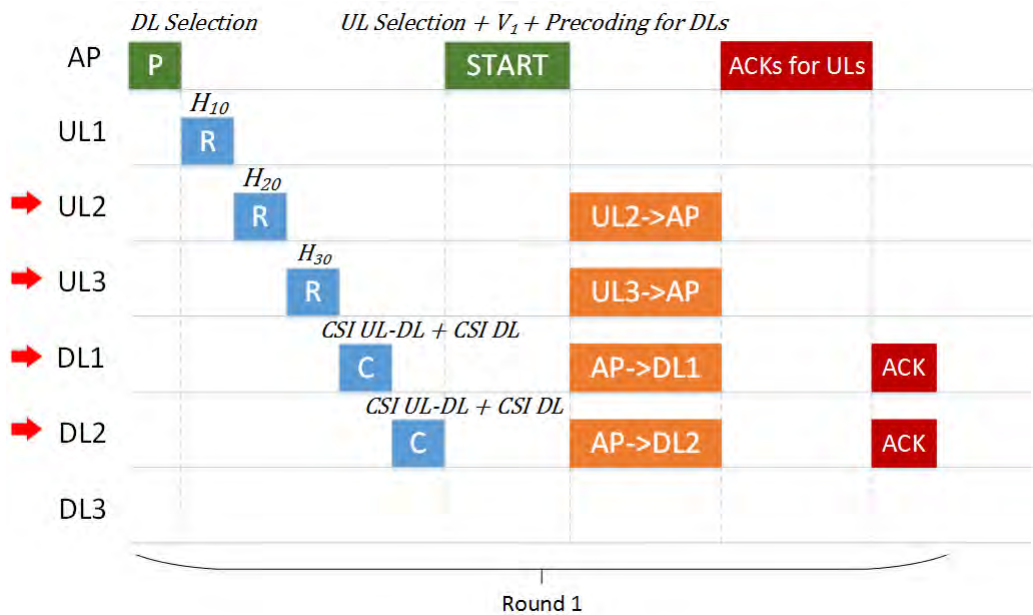 DL Selection
UL Selection + V₁ + Precoding for DLs
AP
P
START
ACKs for ULs
H₁₀
UL1
R
H₂₀
UL2
R
UL2->AP
H₃₀
UL3
R
UL3->AP
CSI UL-DL + CSI DL
DL1
C
AP->DL1
ACK
CSI UL-DL + CSI DL
DL2
C
AP->DL2
ACK
DL3
Round 1